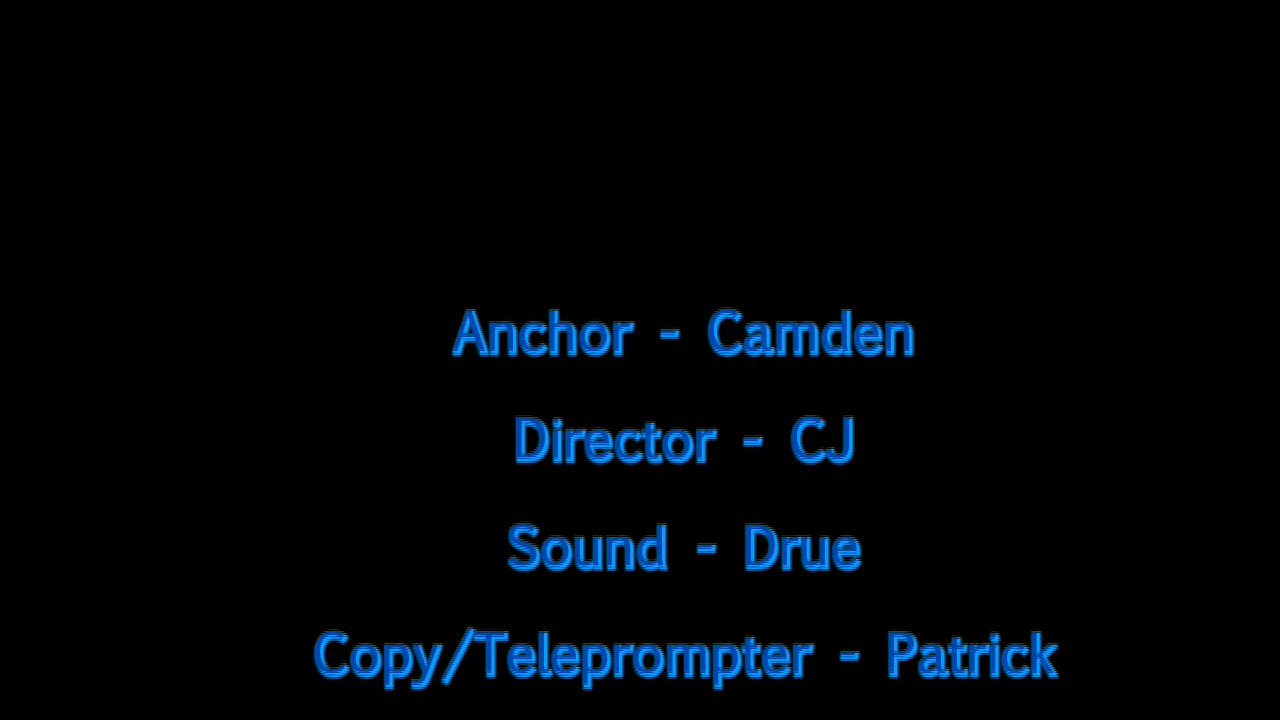 Anchor - Camden
Director - CJ
Sound - Drue
Copy/Teleprompter - Patrick